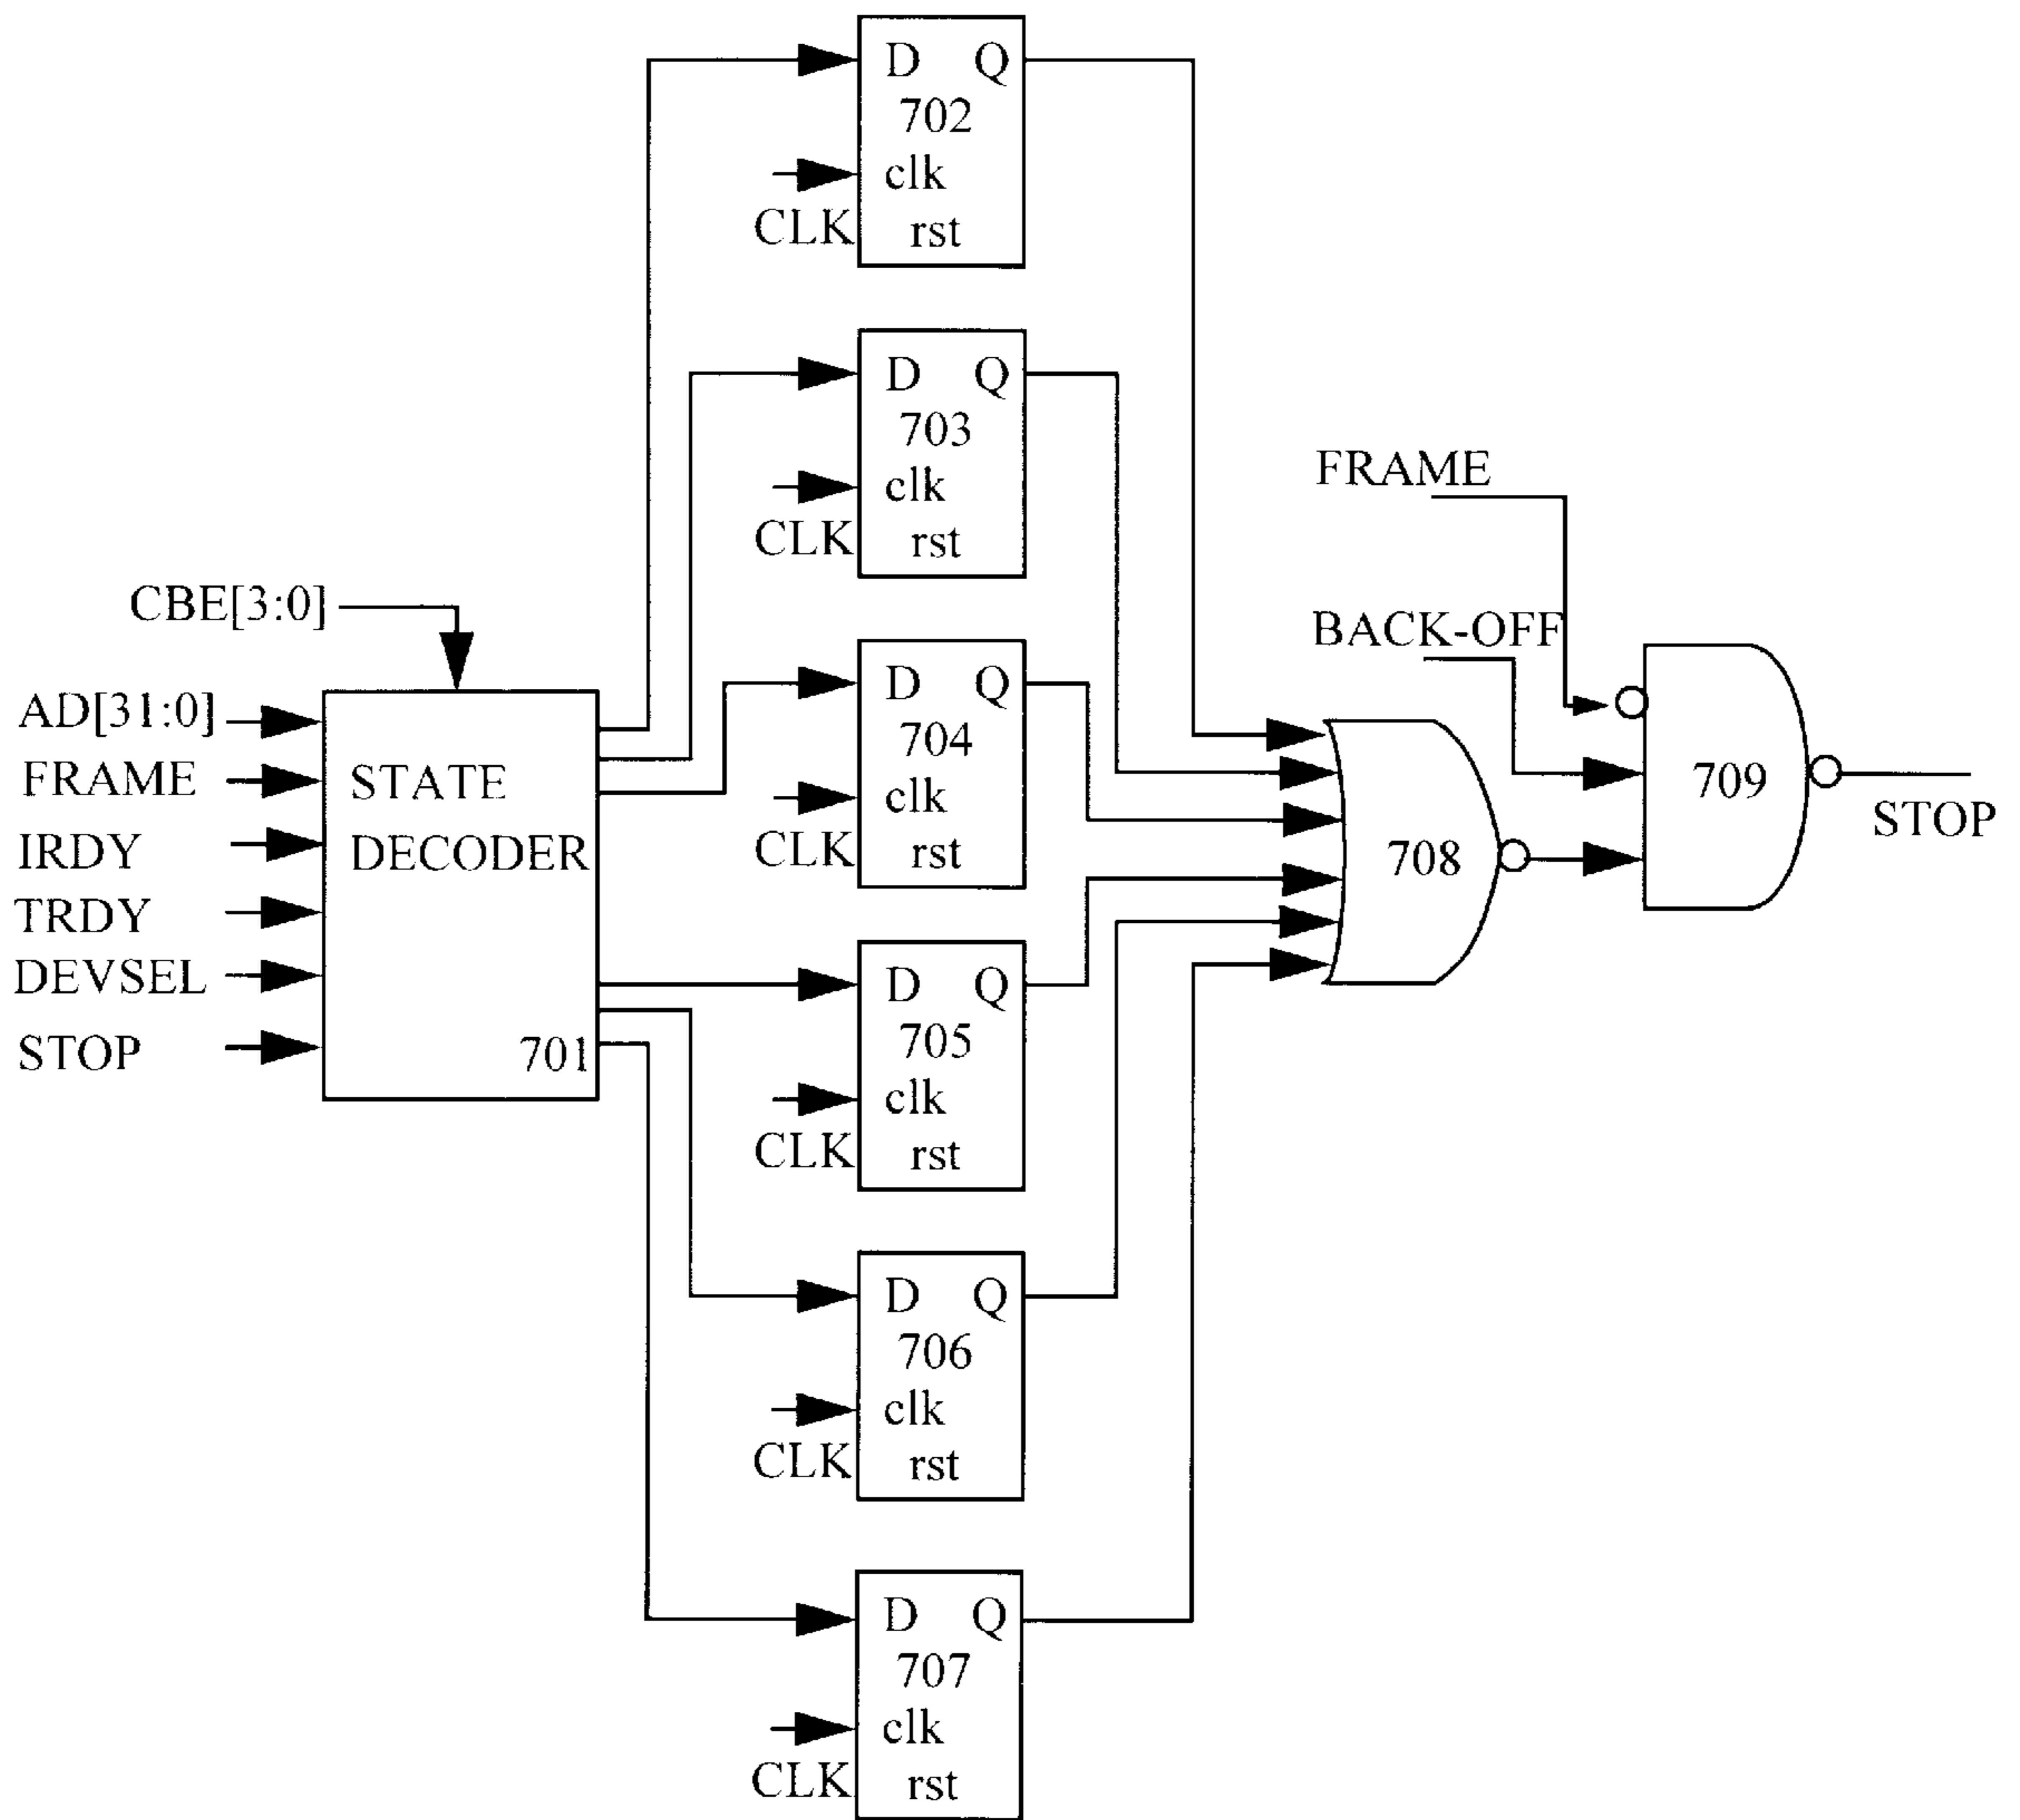 D Q
702
clk
CLK
rst
D Q
703
clk
CLK
rst
FRAME
CBE[3:0]
BACK-OFF
D Q
704
clk
CLK
rst
AD[31:0]
FRAME
IRDY
TRDY
DEVSEL
STOP
STATE
DECODER
701
708
709
STOP
D Q
705
clk
CLK
rst
D Q
706
clk
CLK
rst
D Q
707
clk
CLK
rst